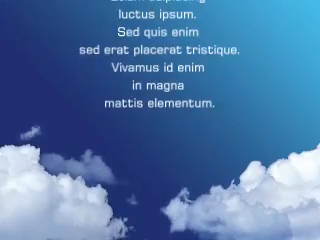 luctus ipsum.
Sed quis enim
sed erat placerat tristique.
Vivamus id enim
in magna
mattis elementum.